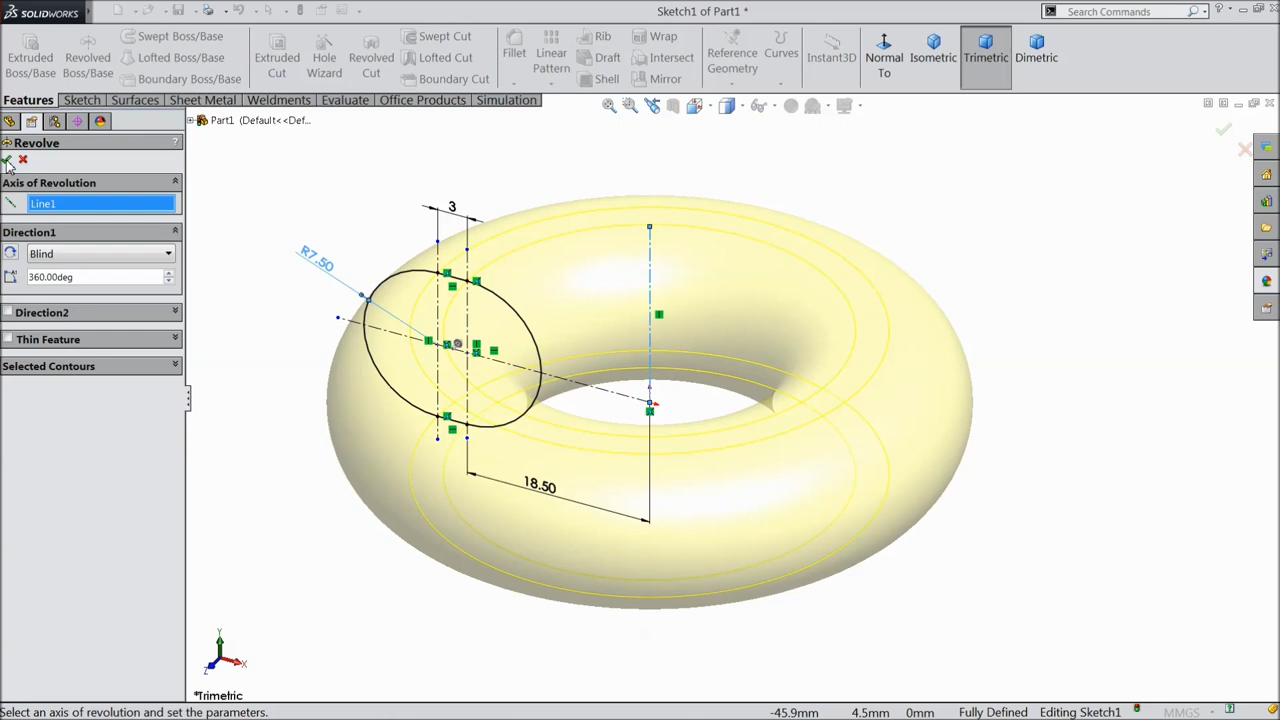 SOLIDWORKS
Sketch1 of Part1 *
Search Commands
Extruded Boss/Base
Revolved Boss/Base
Swept Boss/Base
Lofted Boss/Base
Boundary Boss/Base
Extruded Cut
Hole Wizard
Revolved Cut
Swept Cut
Lofted Cut
Boundary Cut
Fillet
Linear Pattern
Rib
Draft
Shell
Wrap
Intersect
Mirror
Reference Geometry
Curves
Instant3D
Normal To
Isometric
Trimetric
Dimetric
Features
Sketch
Surfaces
Sheet Metal
Weldments
Evaluate
Office Products
Simulation
Part1 (Default<<Def...
Revolve
?
Axis of Revolution
Line1
Direction1
Blind
360.00deg
Direction2
Thin Feature
Selected Contours
3
R7.50
18.50
Y
X
Z
*Trimetric
Select an axis of revolution and set the parameters.
-45.9mm
4.5mm
0mm
Fully Defined
Editing Sketch1
MMGS